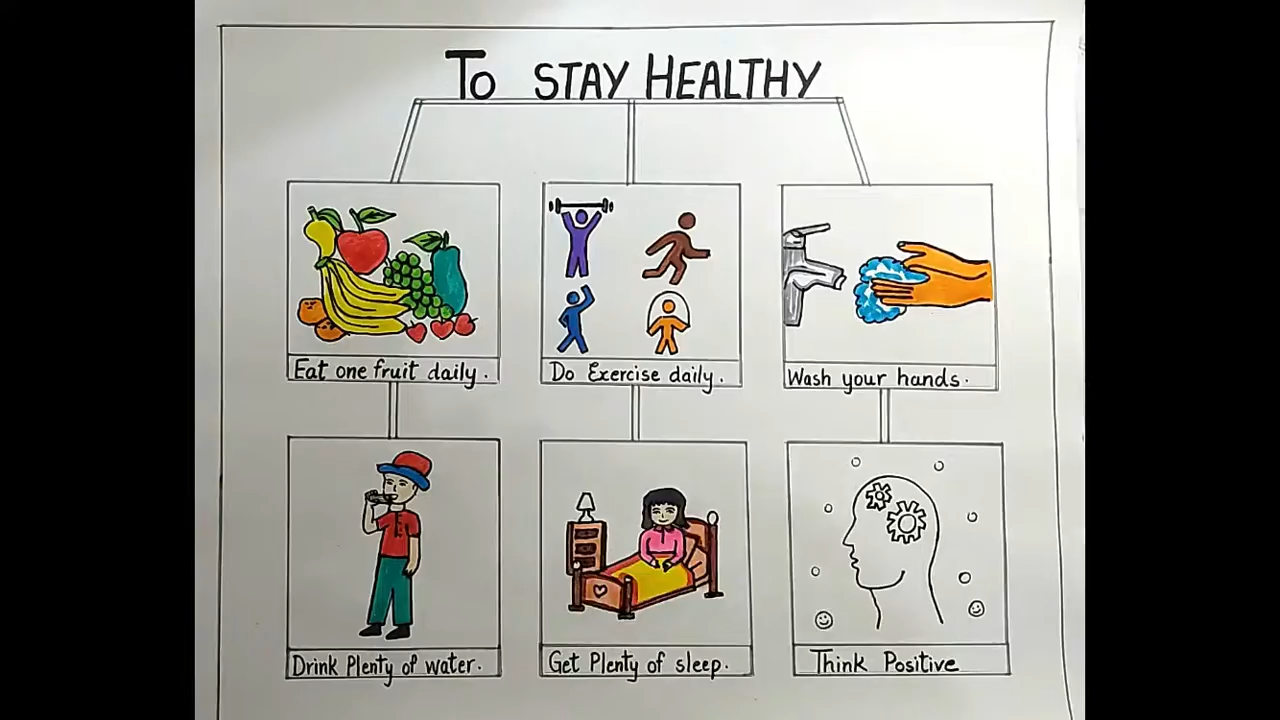 To STAY HEALTHY
Eat one fruit daily.
Do Exercise daily.
Wash your hands.
Drink Plenty of water.
Get Plenty of sleep.
Think Positive